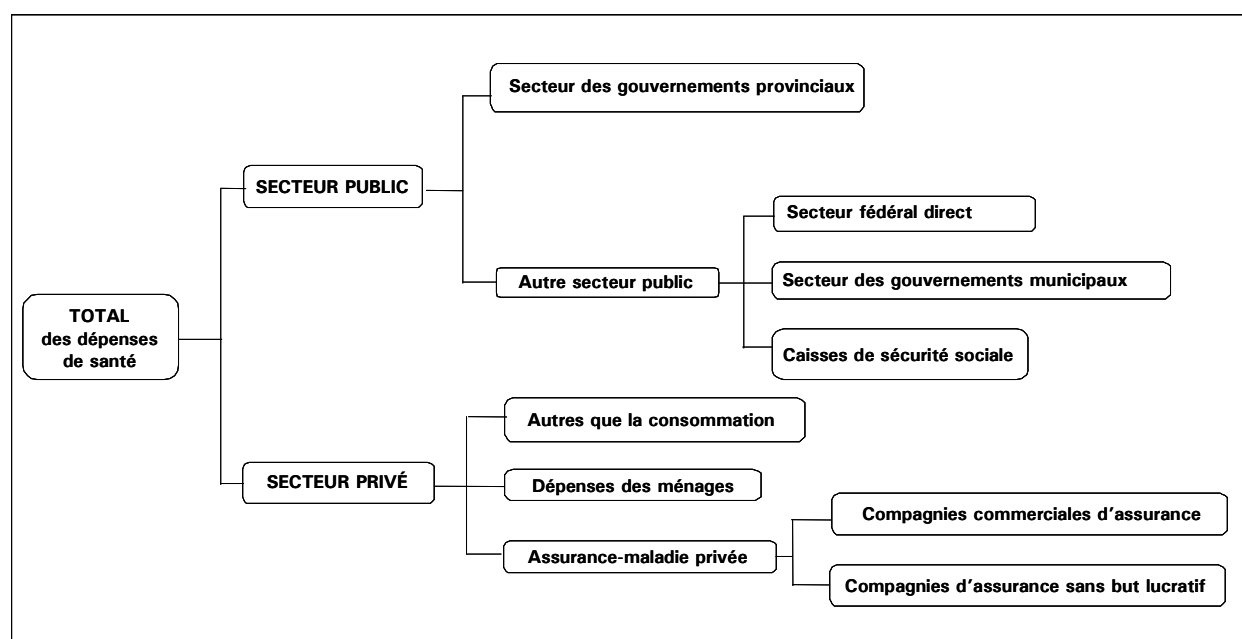 Secteur des gouvernements provinciaux
SECTEUR PUBLIC
Secteur fédéral direct
Autre secteur public
Secteur des gouvernements municipaux
Caisses de sécurité sociale
TOTAL
des dépenses
de santé
Autres que la consommation
SECTEUR PRIVÉ
Dépenses des ménages
Compagnies commerciales d'assurance
Assurance-maladie privée
Compagnies d'assurance sans but lucratif